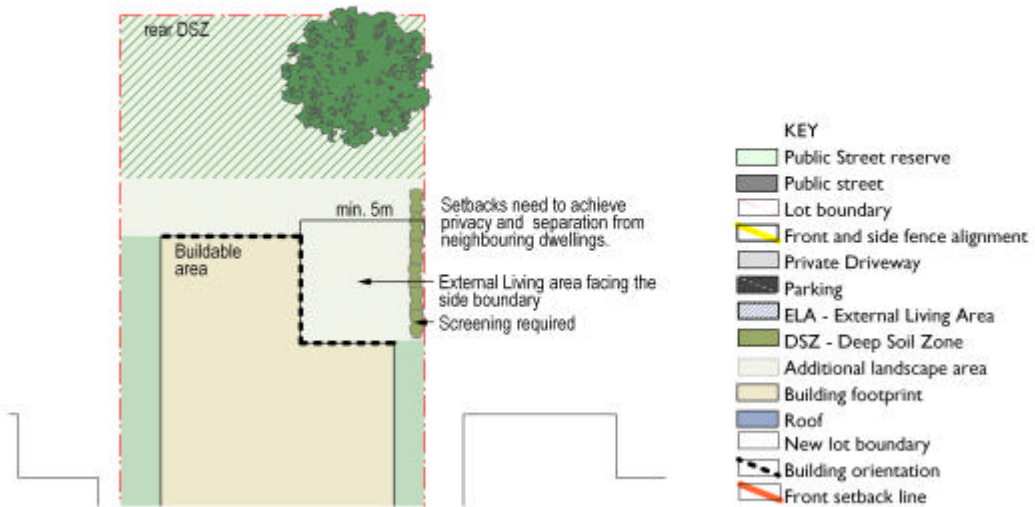 rear DSZ
min. 5m
Setbacks need to achieve
privacy and separation from
neighbouring dwellings.
Buildable
area
External Living area facing the
side boundary
Screening required
KEY
Public Street reserve
Public street
Lot boundary
Front and side fence alignment
Private Driveway
Parking
ELA - External Living Area
DSZ - Deep Soil Zone
Additional landscape area
Building footprint
Roof
New lot boundary
Building orientation
Front setback line